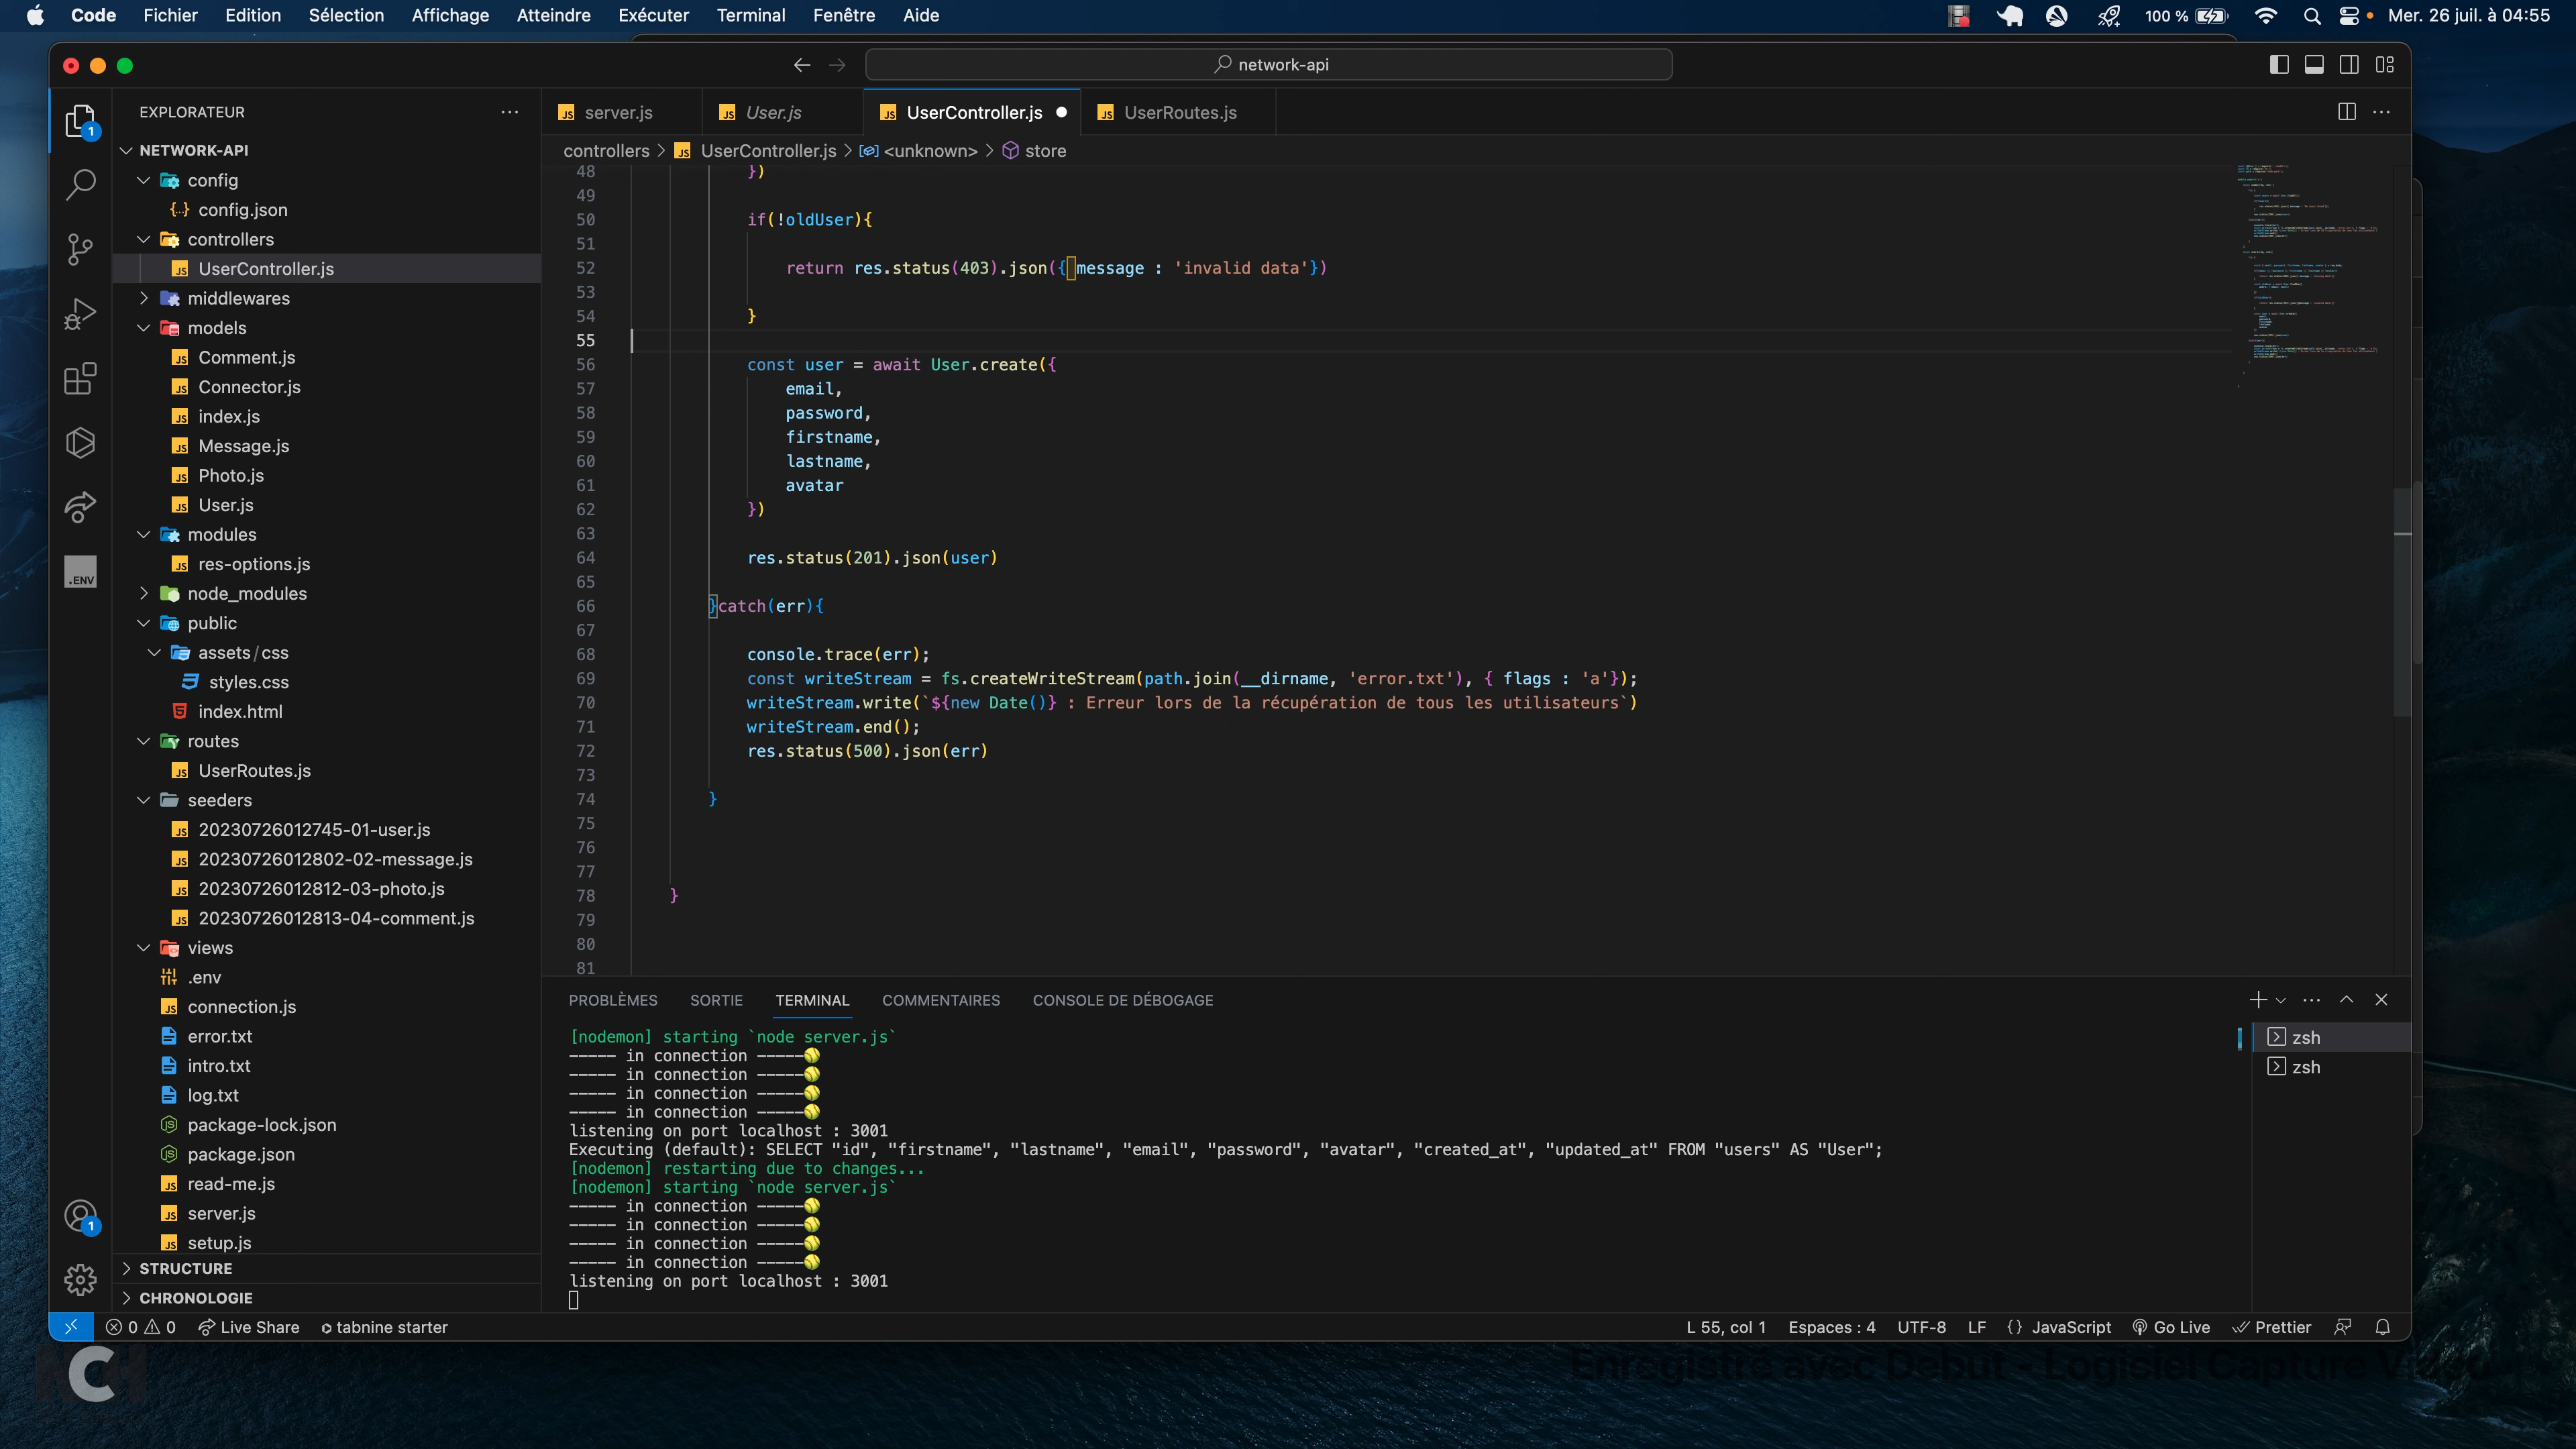 Code Fichier Edition Sélection Affichage Atteindre Exécuter Terminal Fenêtre Aide 100 % Mer. 26 juil. à 04:55
network-api
EXPLORATEUR
NETWORK-API
config
config.json
controllers
UserController.js
middlewares
models
Comment.js
Connector.js
index.js
Message.js
Photo.js
User.js
modules
res-options.js
node_modules
public
assets/css
styles.css
index.html
routes
UserRoutes.js
seeders
20230726012745-01-user.js
20230726012802-02-message.js
20230726012812-03-photo.js
20230726012813-04-comment.js
views
.env
connection.js
error.txt
intro.txt
log.txt
package-lock.json
package.json
read-me.js
server.js
setup.js
STRUCTURE
CHRONOLOGIE
1
.ENV
1
server.js User.js UserController.js UserRoutes.js
controllers > UserController.js > <unknown> > store
48 })
49
50 if(!oldUser){
51
52 return res.status(403).json({ message : 'invalid data'})
53
54 }
55
56 const user = await User.create({
57 email,
58 password,
59 firstname,
60 lastname,
61 avatar
62 })
63
64 res.status(201).json(user)
65
66 }catch(err){
67
68 console.trace(err);
69 const writeStream = fs.createWriteStream(path.join(__dirname, 'error.txt'), { flags : 'a'});
70 writeStream.write(`${new Date()} : Erreur lors de la récupération de tous les utilisateurs`)
71 writeStream.end();
72 res.status(500).json(err)
73
74 }
75
76
77
78 }
79
80
81
PROBLÈMES SORTIE TERMINAL COMMENTAIRES CONSOLE DE DÉBOGAGE
[nodemon] starting `node server.js`
----- in connection -----🥎
----- in connection -----🥎
----- in connection -----🥎
----- in connection -----🥎
listening on port localhost : 3001
Executing (default): SELECT "id", "firstname", "lastname", "email", "password", "avatar", "created_at", "updated_at" FROM "users" AS "User";
[nodemon] restarting due to changes...
[nodemon] starting `node server.js`
----- in connection -----🥎
----- in connection -----🥎
----- in connection -----🥎
----- in connection -----🥎
listening on port localhost : 3001
zsh
zsh
0 0 Live Share tabnine starter L 55, col 1 Espaces : 4 UTF-8 LF {} JavaScript Go Live Prettier
NCH
Enregistré avec Debut - Logiciel Capture